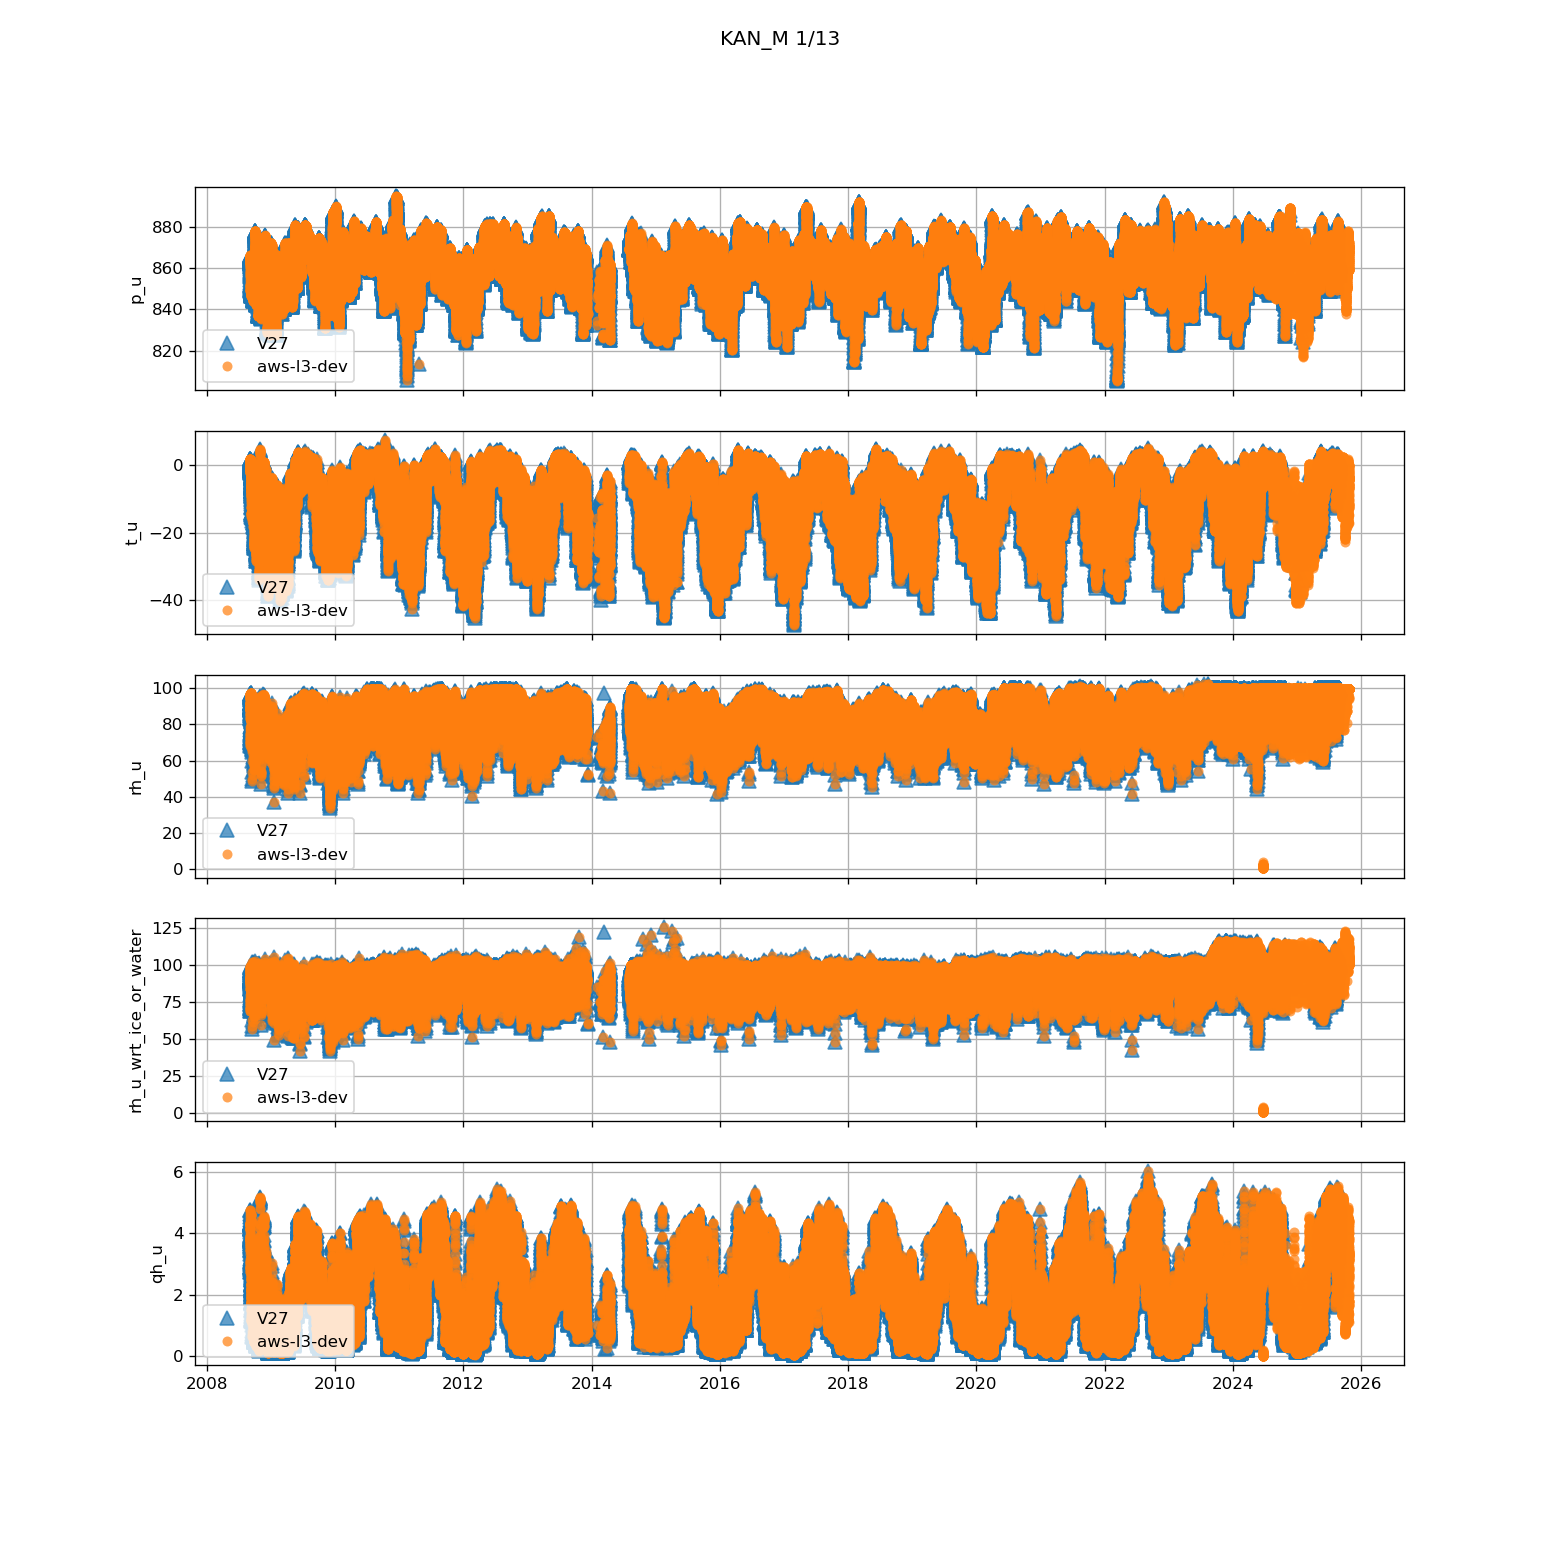 KAN_M 1/13
880
860
840
820
p_u
V27
aws-l3-dev
0
−20
−40
t_u
V27
aws-l3-dev
100
80
60
40
20
0
rh_u
V27
aws-l3-dev
125
100
75
50
25
0
rh_u_wrt_ice_or_water
V27
aws-l3-dev
6
4
2
0
qh_u
V27
aws-l3-dev
2008 2010 2012 2014 2016 2018 2020 2022 2024 2026